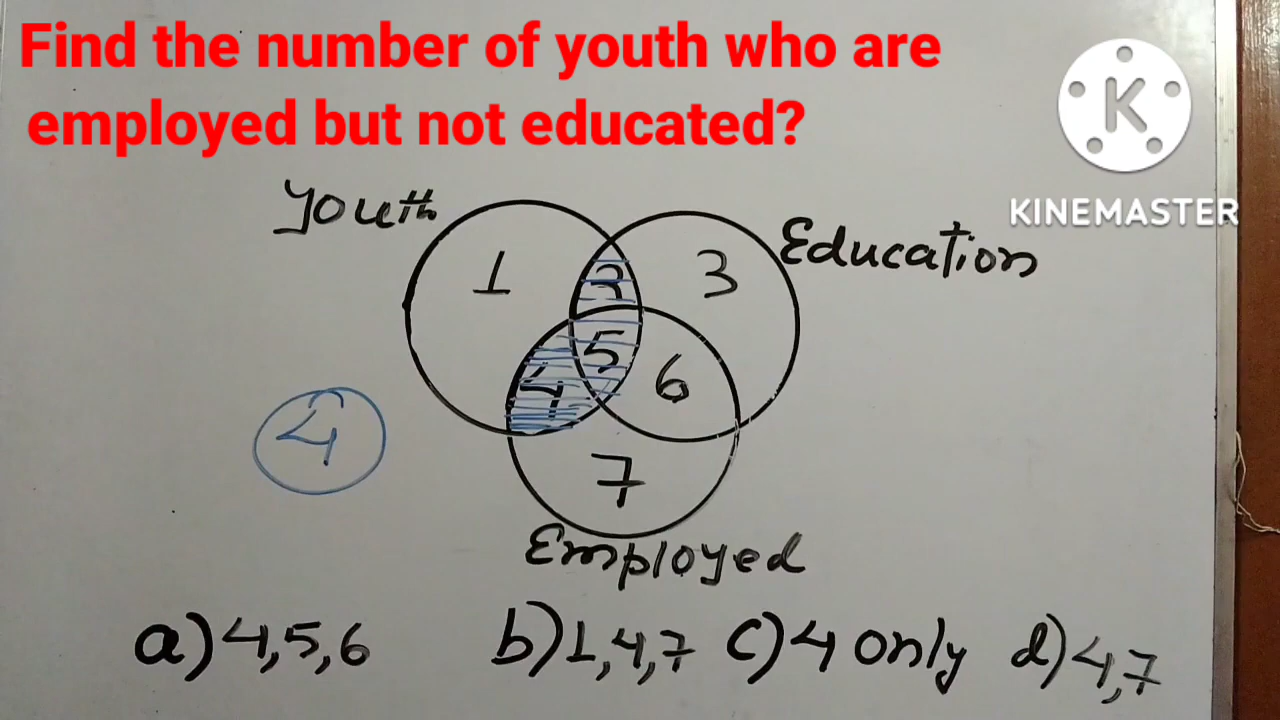 Find the number of youth who are
employed but not educated?
K
KINEMASTER
Youth
Education
1
2
3
5
4
6
4
7
Employed
a) 4,5,6 b) 1,4,7 c) 4 only d) 4,7